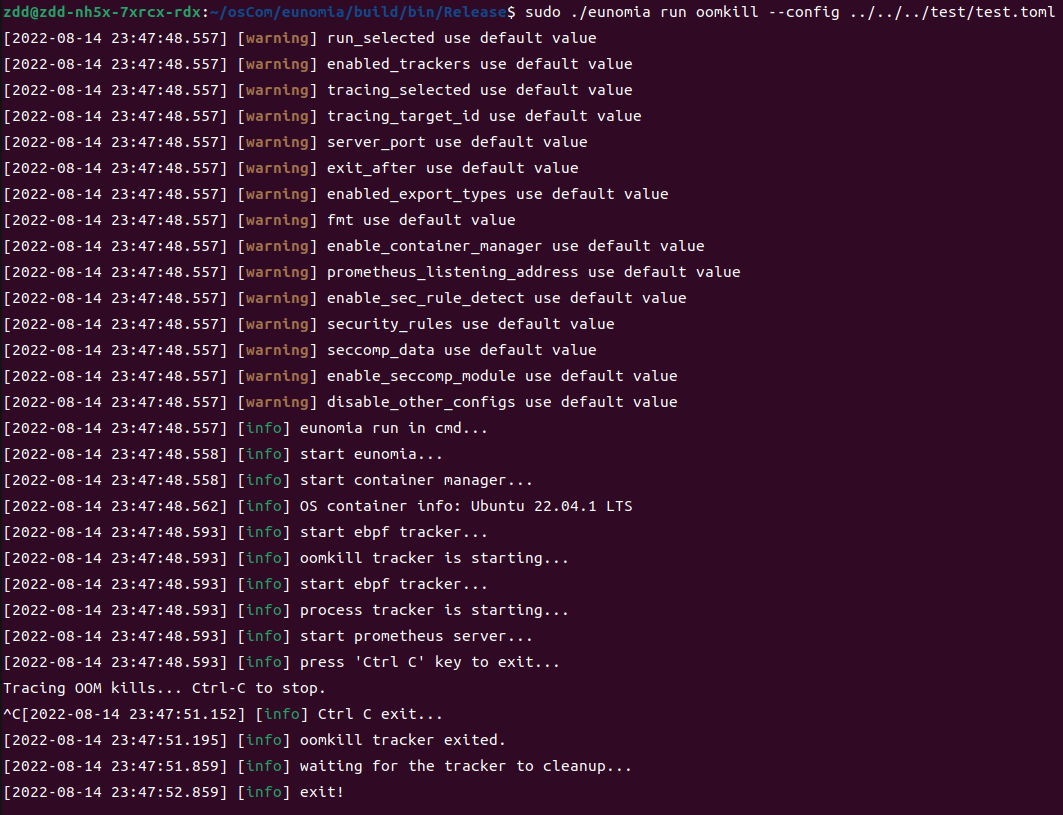 zdd@zdd-nh5x-7xrcx-rdx:~/osCom/eunomia/build/bin/Release$ sudo ./eunomia run oomkill --config ../../../test/test.toml
[2022-08-14 23:47:48.557] [warning] run_selected use default value
[2022-08-14 23:47:48.557] [warning] enabled_trackers use default value
[2022-08-14 23:47:48.557] [warning] tracing_selected use default value
[2022-08-14 23:47:48.557] [warning] tracing_target_id use default value
[2022-08-14 23:47:48.557] [warning] server_port use default value
[2022-08-14 23:47:48.557] [warning] exit_after use default value
[2022-08-14 23:47:48.557] [warning] enabled_export_types use default value
[2022-08-14 23:47:48.557] [warning] fmt use default value
[2022-08-14 23:47:48.557] [warning] enable_container_manager use default value
[2022-08-14 23:47:48.557] [warning] prometheus_listening_address use default value
[2022-08-14 23:47:48.557] [warning] enable_sec_rule_detect use default value
[2022-08-14 23:47:48.557] [warning] security_rules use default value
[2022-08-14 23:47:48.557] [warning] seccomp_data use default value
[2022-08-14 23:47:48.557] [warning] enable_seccomp_module use default value
[2022-08-14 23:47:48.557] [warning] disable_other_configs use default value
[2022-08-14 23:47:48.557] [info] eunomia run in cmd...
[2022-08-14 23:47:48.558] [info] start eunomia...
[2022-08-14 23:47:48.558] [info] start container manager...
[2022-08-14 23:47:48.562] [info] OS container info: Ubuntu 22.04.1 LTS
[2022-08-14 23:47:48.593] [info] start ebpf tracker...
[2022-08-14 23:47:48.593] [info] oomkill tracker is starting...
[2022-08-14 23:47:48.593] [info] start ebpf tracker...
[2022-08-14 23:47:48.593] [info] process tracker is starting...
[2022-08-14 23:47:48.593] [info] start prometheus server...
[2022-08-14 23:47:48.593] [info] press 'Ctrl C' key to exit...
Tracing OOM kills... Ctrl-C to stop.
^C[2022-08-14 23:47:51.152] [info] Ctrl C exit...
[2022-08-14 23:47:51.195] [info] oomkill tracker exited.
[2022-08-14 23:47:51.859] [info] waiting for the tracker to cleanup...
[2022-08-14 23:47:52.859] [info] exit!